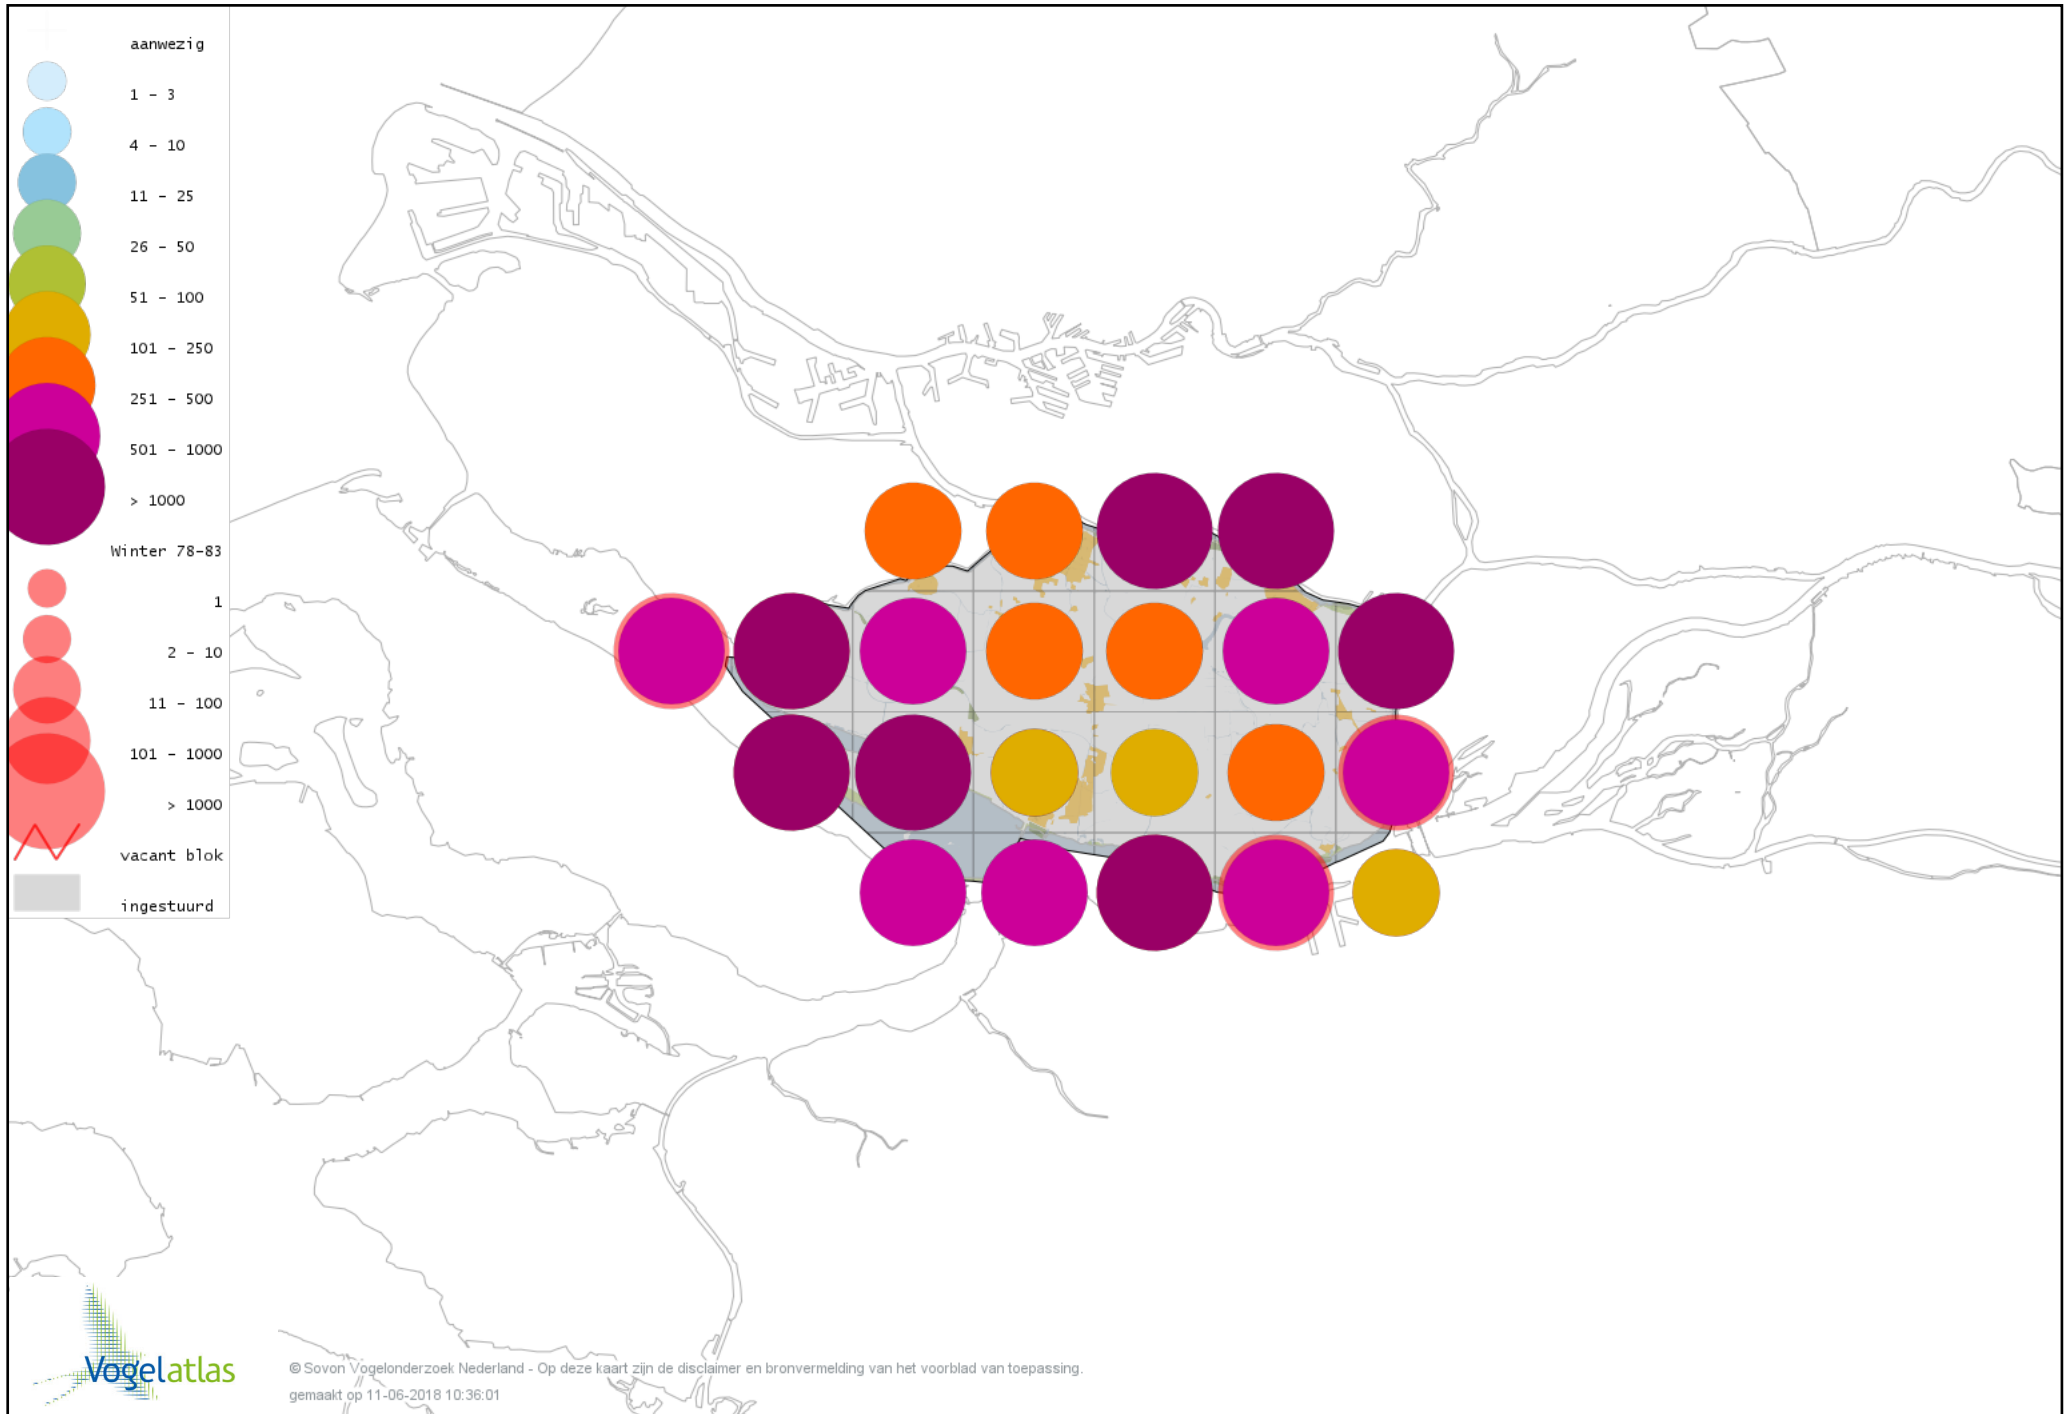 aanwezig
1 – 3
4 – 10
11 – 25
26 – 50
51 – 100
101 – 250
251 – 500
501 – 1000
> 1000
Winter 78-83
1
2 – 10
11 – 100
101 – 1000
> 1000
vacant blok
ingestuurd
Vogelatlas
© Sovon Vogelonderzoek Nederland - Op deze kaart zijn de disclaimer en bronvermelding van het voorblad van toepassing.
gemaakt op 11-06-2018 10:36:01